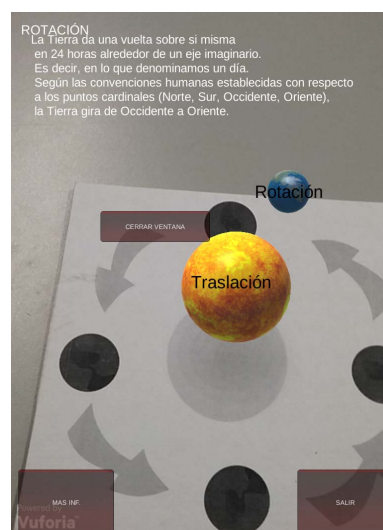 ROTACIÓN
La Tierra da una vuelta sobre si misma
en 24 horas alrededor de un eje imaginario.
Es decir, en lo que denominamos un día.
Según las convenciones humanas establecidas con respecto
a los puntos cardinales (Norte, Sur, Occidente, Oriente),
la Tierra gira de Occidente a Oriente.
Rotación
CERRAR VENTANA
Traslación
MAS INF.
SALIR
Powered by
Vuforia